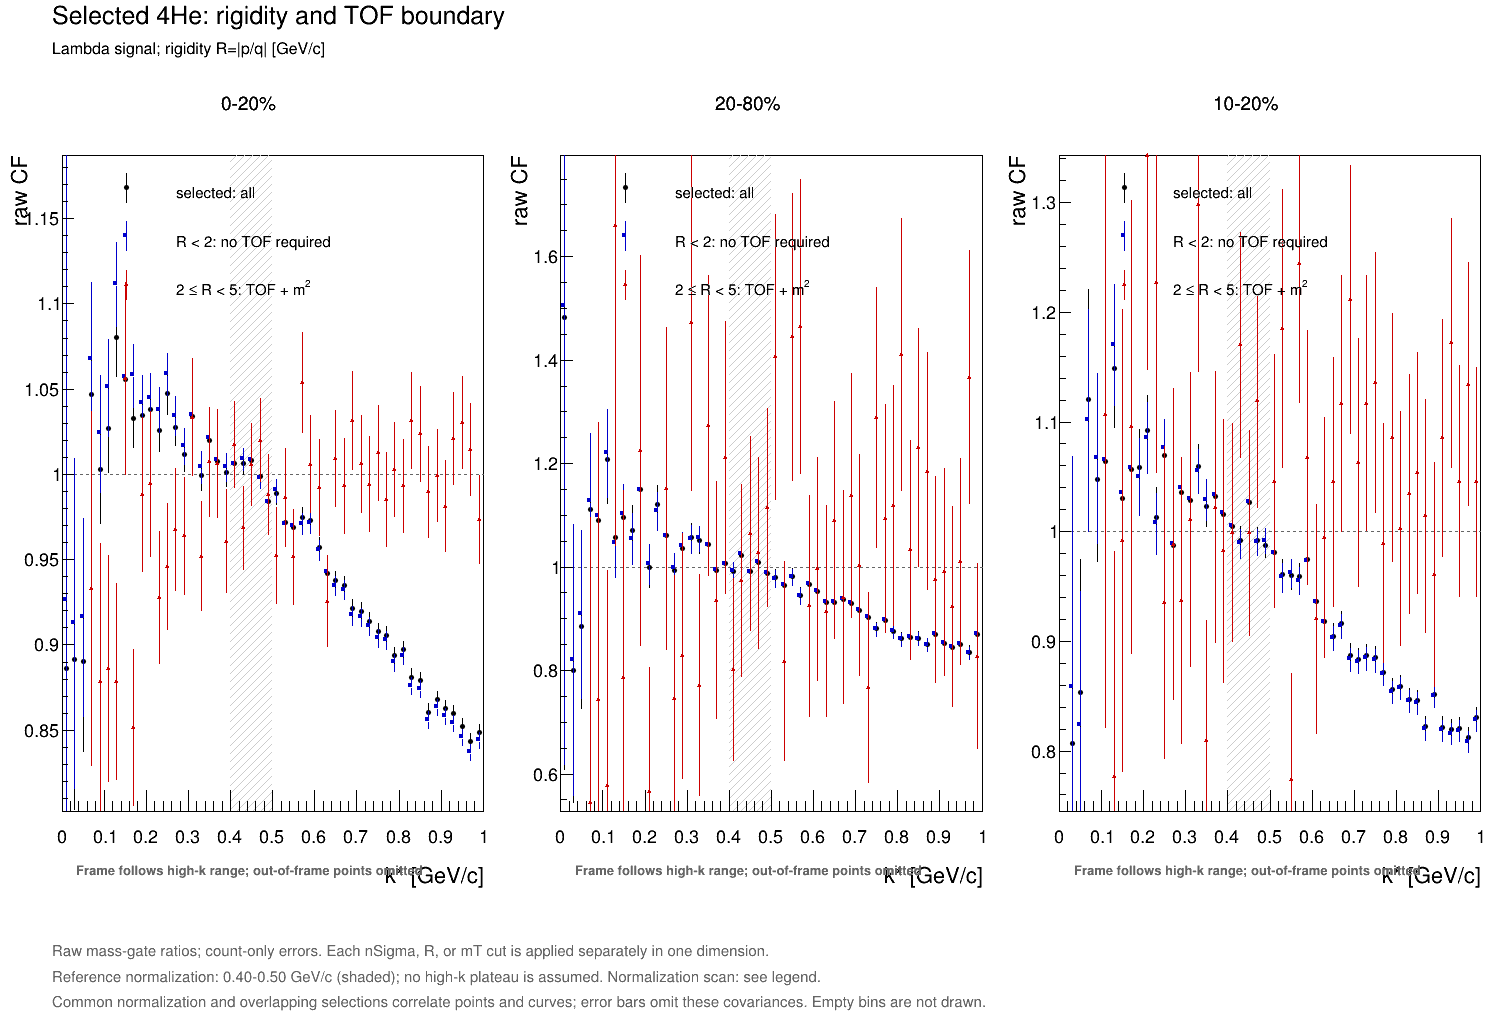 Selected 4He: rigidity and TOF boundary
Lambda signal; rigidity R=|p/q| [GeV/c]
0-20%
20-80%
10-20%
raw CF
selected: all
R < 2: no TOF required
2 ≤ R < 5: TOF + m²
1.15
1.1
1.05
1
0.95
0.9
0.85
0 0.1 0.2 0.3 0.4 0.5 0.6 0.7 0.8 0.9 1
Frame follows high-k range; out-of-frame points omitted
k* [GeV/c]
raw CF
selected: all
R < 2: no TOF required
2 ≤ R < 5: TOF + m²
1.6
1.4
1.2
1
0.8
0.6
0 0.1 0.2 0.3 0.4 0.5 0.6 0.7 0.8 0.9 1
Frame follows high-k range; out-of-frame points omitted
k* [GeV/c]
raw CF
selected: all
R < 2: no TOF required
2 ≤ R < 5: TOF + m²
1.3
1.2
1.1
1
0.9
0.8
0 0.1 0.2 0.3 0.4 0.5 0.6 0.7 0.8 0.9 1
Frame follows high-k range; out-of-frame points omitted
k* [GeV/c]
Raw mass-gate ratios; count-only errors. Each nSigma, R, or mT cut is applied separately in one dimension.
Reference normalization: 0.40-0.50 GeV/c (shaded); no high-k plateau is assumed. Normalization scan: see legend.
Common normalization and overlapping selections correlate points and curves; error bars omit these covariances. Empty bins are not drawn.